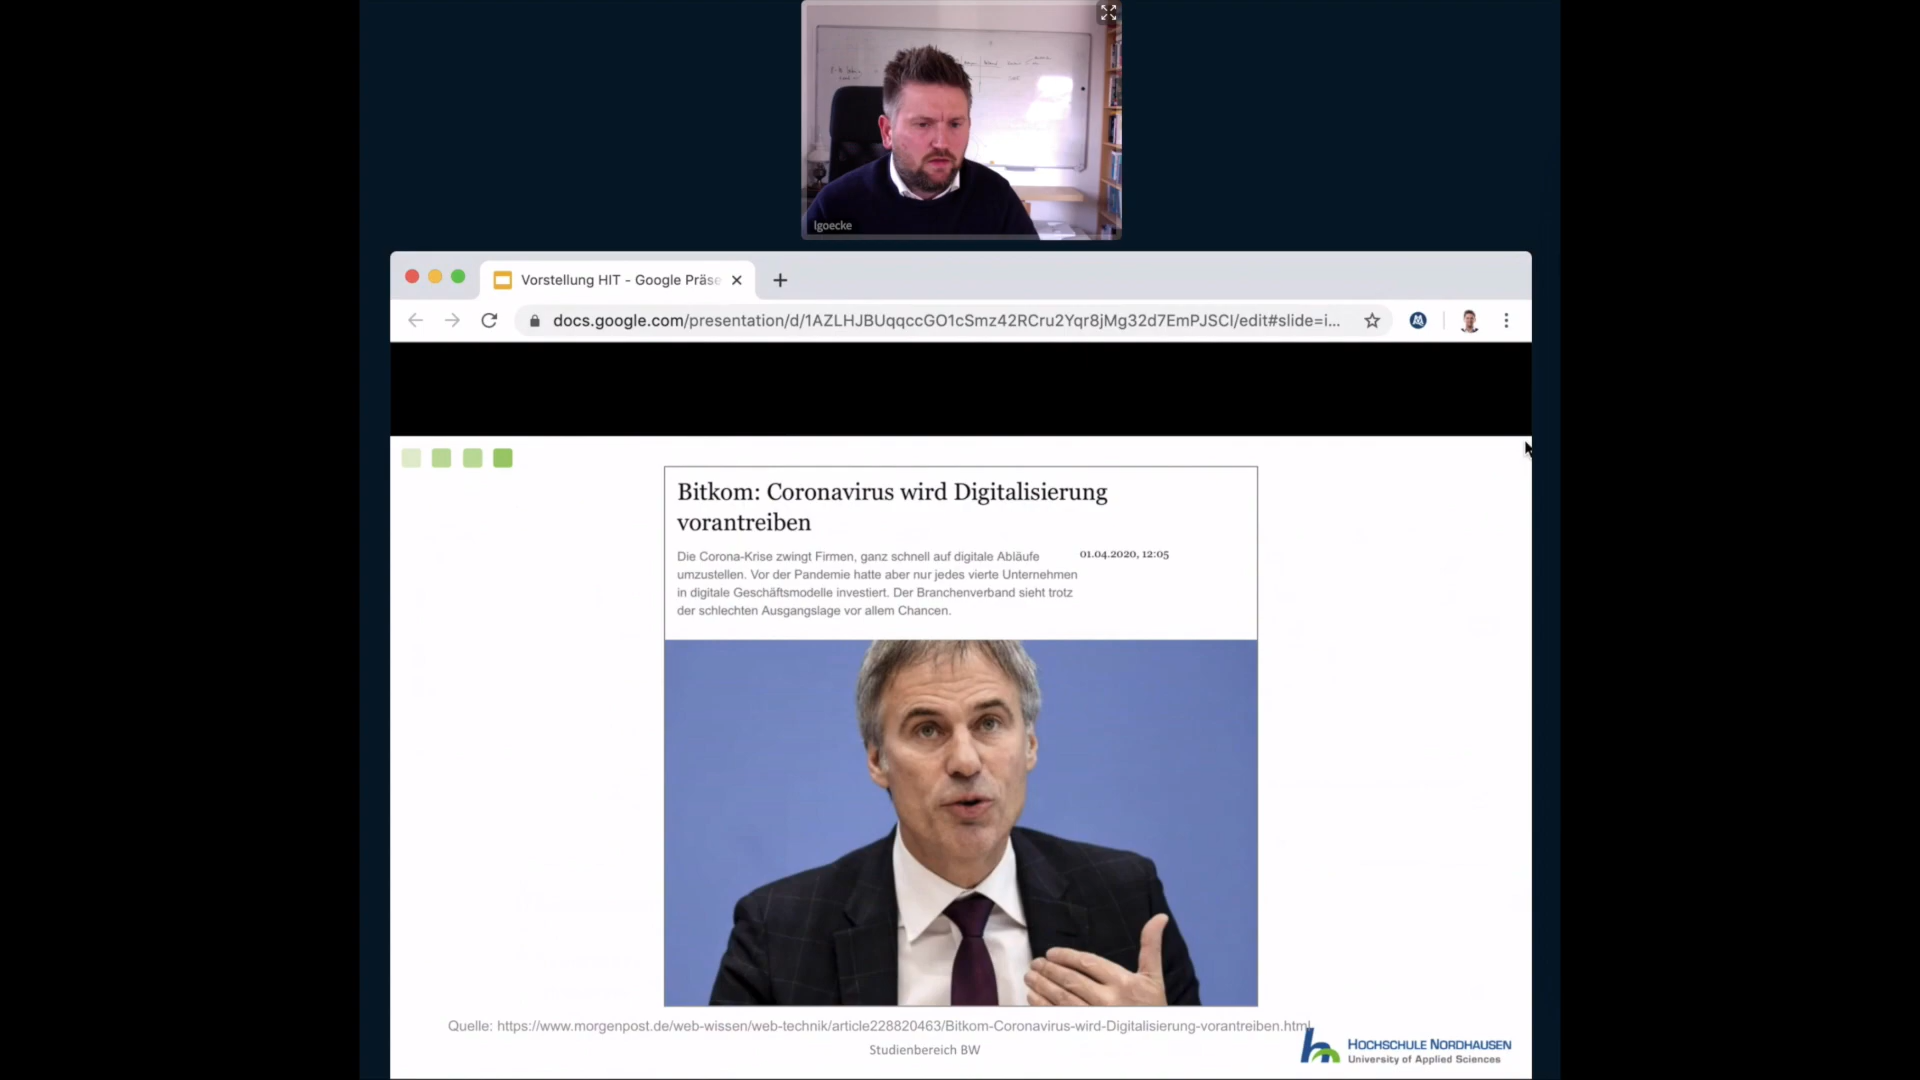 lgoecke
Vorstellung HIT - Google Präse
docs.google.com/presentation/d/1AZLHJBUqqccGO1cSmz42RCru2Yqr8jMg32d7EmPJSCI/edit#slide=i...
Bitkom: Coronavirus wird Digitalisierung
vorantreiben
Die Corona-Krise zwingt Firmen, ganz schnell auf digitale Abläufe
01.04.2020, 12:05
umzustellen. Vor der Pandemie hatte aber nur jedes vierte Unternehmen
in digitale Geschäftsmodelle investiert. Der Branchenverband sieht trotz
der schlechten Ausgangslage vor allem Chancen.
Quelle: https://www.morgenpost.de/web-wissen/web-technik/article228820463/Bitkom-Coronavirus-wird-Digitalisierung-vorantreiben.html
Studienbereich BW
HOCHSCHULE NORDHAUSEN
University of Applied Sciences